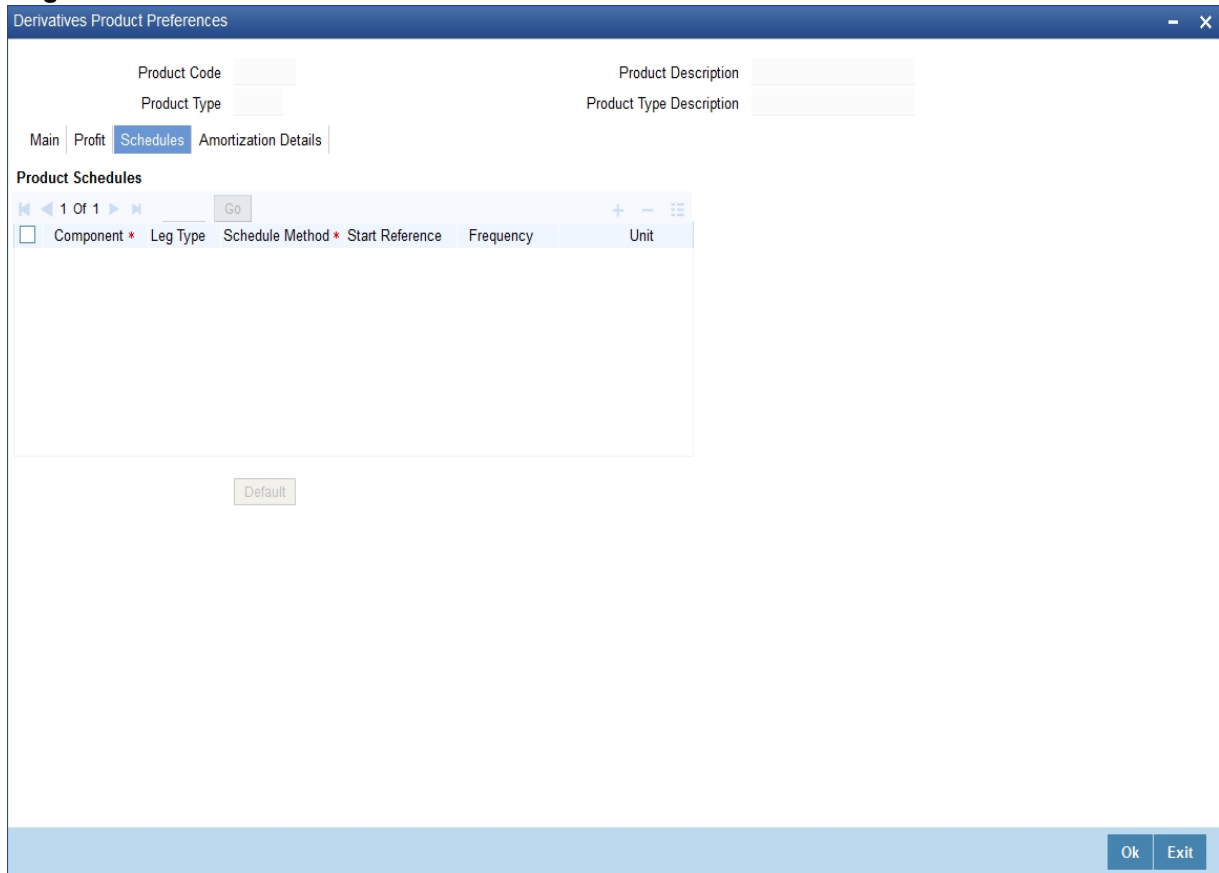 Derivatives Product Preferences
Product Code
Product Description
Product Type
Product Type Description
Main Profit Schedules Amortization Details
Product Schedules
1 Of 1 Go
Component * Leg Type Schedule Method * Start Reference Frequency Unit
Default
Ok Exit